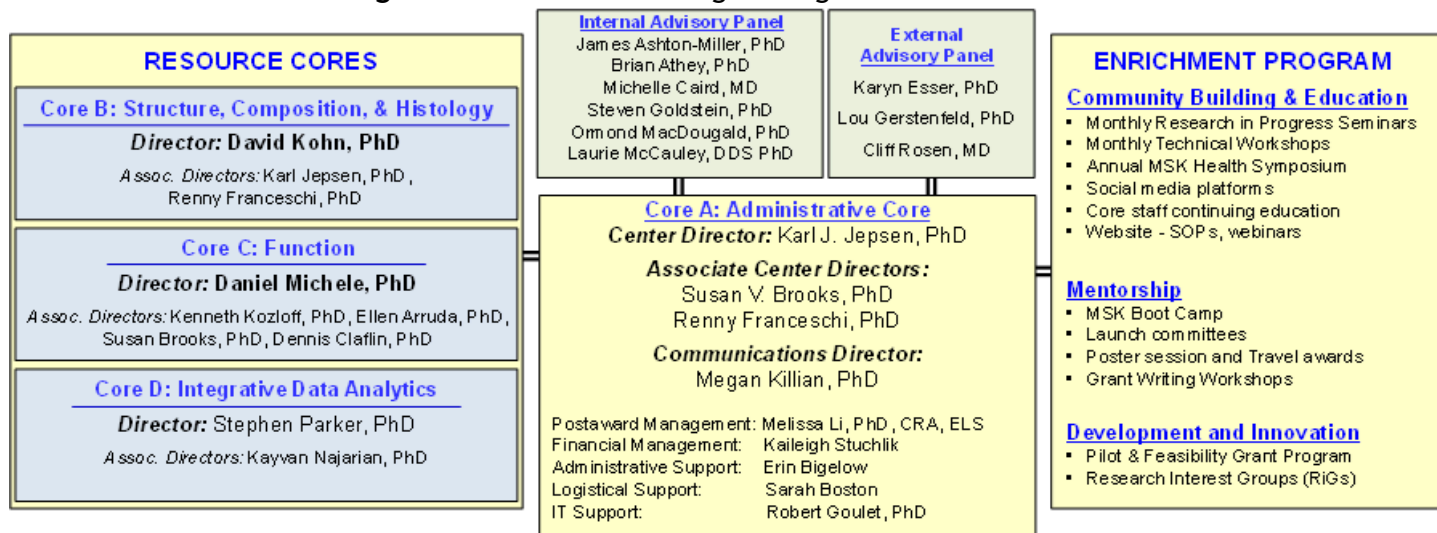 RESOURCE CORES
Core B: Structure, Composition, & Histology
Director: David Kohn, PhD
Assoc. Directors: Karl Jepsen, PhD,
Renny Franceschi, PhD
Core C: Function
Director: Daniel Michele, PhD
Assoc. Directors: Kenneth Kozloff, PhD, Ellen Arruda, PhD,
Susan Brooks, PhD, Dennis Claflin, PhD
Core D: Integrative Data Analytics
Director: Stephen Parker, PhD
Assoc. Directors: Kayvan Najarian, PhD
Internal Advisory Panel
James Ashton-Miller, PhD
Brian Athey, PhD
Michelle Caird, MD
Steven Goldstein, PhD
Ormond MacDougald, PhD
Laurie McCauley, DDS PhD
External
Advisory Panel
Karyn Esser, PhD
Lou Gerstenfeld, PhD
Cliff Rosen, MD
Core A: Administrative Core
Center Director: Karl J. Jepsen, PhD
Associate Center Directors:
Susan V. Brooks, PhD
Renny Franceschi, PhD
Communications Director:
Megan Killian, PhD
Postaward Management: Melissa Li, PhD, CRA, ELS
Financial Management: Kaileigh Stuchlik
Administrative Support: Erin Bigelow
Logistical Support: Sarah Boston
IT Support: Robert Goulet, PhD
ENRICHMENT PROGRAM
Community Building & Education
▪ Monthly Research in Progress Seminars
▪ Monthly Technical Workshops
▪ Annual MSK Health Symposium
▪ Social media platforms
▪ Core staff continuing education
▪ Website - SOPs, webinars
Mentorship
▪ MSK Boot Camp
▪ Launch committees
▪ Poster session and Travel awards
▪ Grant Writing Workshops
Development and Innovation
▪ Pilot & Feasibility Grant Program
▪ Research Interest Groups (RiGs)